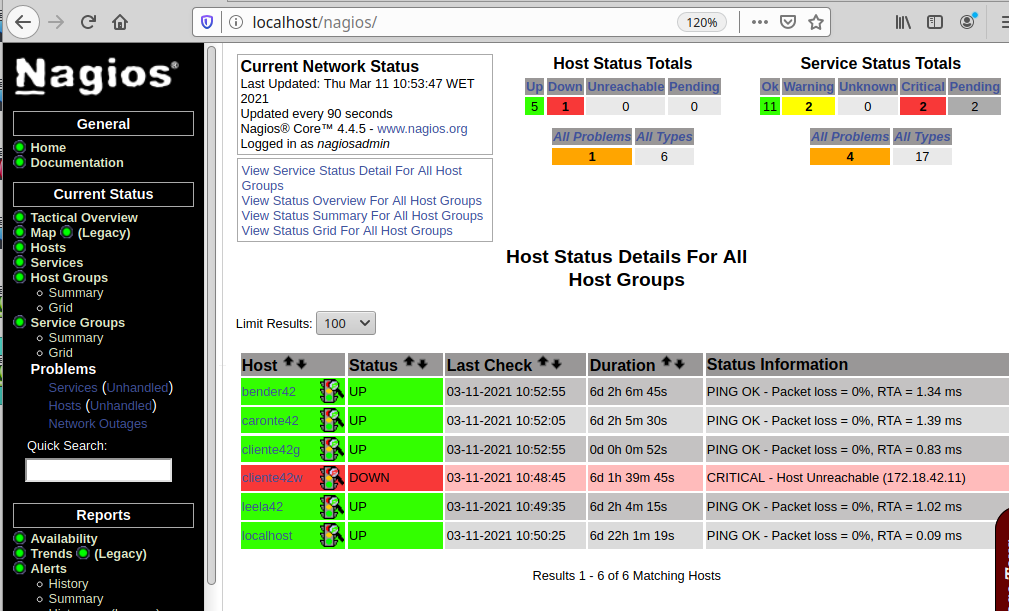 localhost/nagios/
120%
Nagios®
General
Home
Documentation
Current Status
Tactical Overview
Map (Legacy)
Hosts
Services
Host Groups
Summary
Grid
Service Groups
Summary
Grid
Problems
Services (Unhandled)
Hosts (Unhandled)
Network Outages
Quick Search:
Reports
Availability
Trends (Legacy)
Alerts
History
Summary
Current Network Status
Last Updated: Thu Mar 11 10:53:47 WET
2021
Updated every 90 seconds
Nagios® Core™ 4.4.5 - www.nagios.org
Logged in as nagiosadmin
View Service Status Detail For All Host
Groups
View Status Overview For All Host Groups
View Status Summary For All Host Groups
View Status Grid For All Host Groups
Host Status Totals
Up Down Unreachable Pending
5 1 0 0
All Problems All Types
1 6
Service Status Totals
Ok Warning Unknown Critical Pending
11 2 0 2 2
All Problems All Types
4 17
Host Status Details For All
Host Groups
Limit Results: 100
Host Status Last Check Duration Status Information
bender42 UP 03-11-2021 10:52:55 6d 2h 6m 45s PING OK - Packet loss = 0%, RTA = 1.34 ms
caronte42 UP 03-11-2021 10:52:05 6d 2h 5m 30s PING OK - Packet loss = 0%, RTA = 1.39 ms
cliente42g UP 03-11-2021 10:52:55 0d 0h 0m 52s PING OK - Packet loss = 0%, RTA = 0.83 ms
cliente42w DOWN 03-11-2021 10:48:45 6d 1h 39m 45s CRITICAL - Host Unreachable (172.18.42.11)
leela42 UP 03-11-2021 10:49:35 6d 2h 4m 15s PING OK - Packet loss = 0%, RTA = 1.02 ms
localhost UP 03-11-2021 10:50:25 6d 22h 1m 19s PING OK - Packet loss = 0%, RTA = 0.09 ms
Results 1 - 6 of 6 Matching Hosts